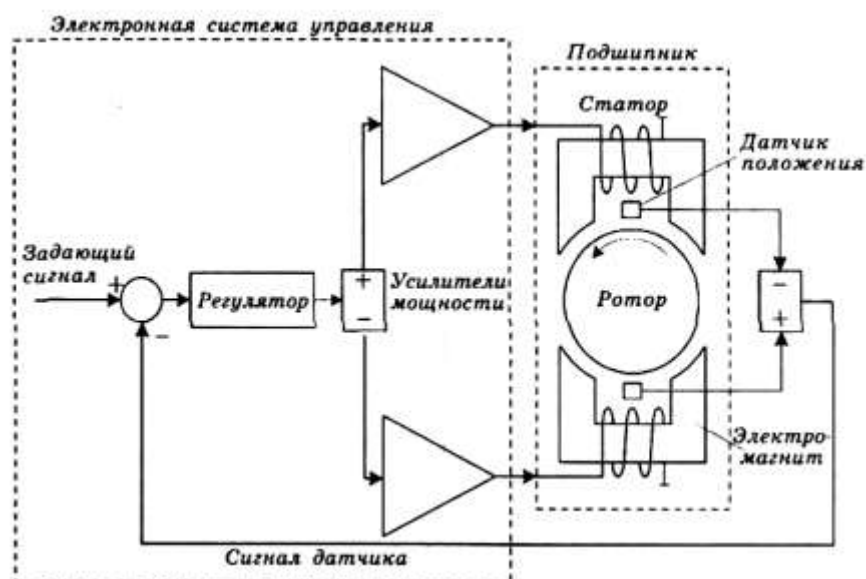 Электронная система управления
Подшипник
Статор
Датчик
положения
Задающий
сигнал
+
−
Регулятор
+
−
Усилители
мощности
Ротор
−
+
Электро-
магнит
Сигнал датчика